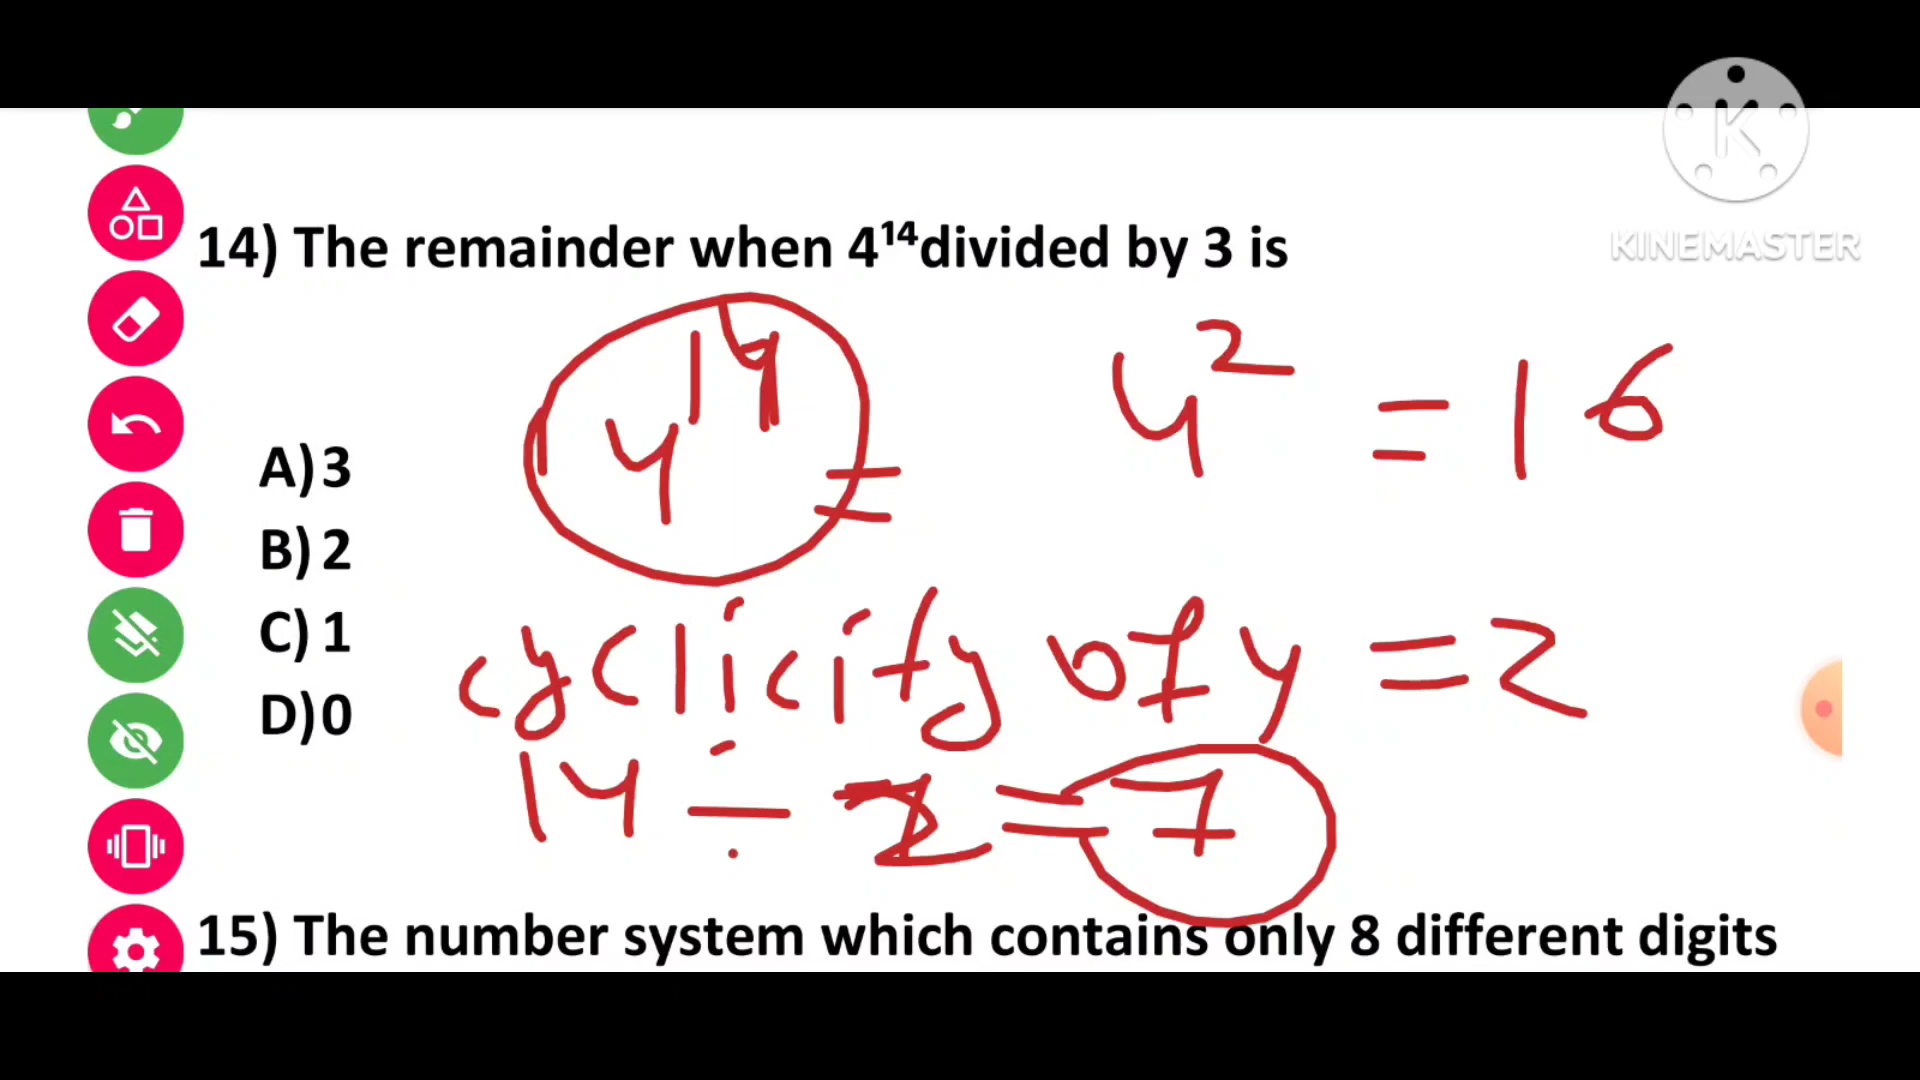 KINEMASTER
14) The remainder when 4¹⁴divided by 3 is
4¹⁴ =
4² = 16
A) 3
B) 2
C) 1
D) 0
cyclicity of 4 = 2
14 ÷ 2 = 7
15) The number system which contains only 8 different digits